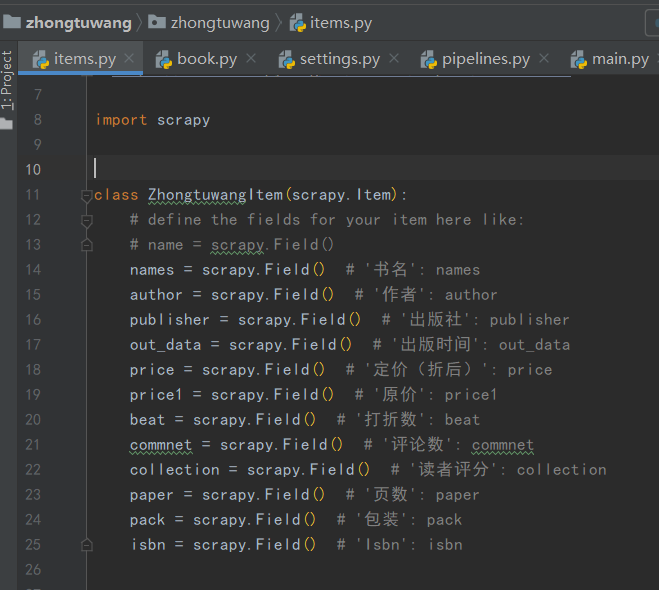 zhongtuwang zhongtuwang items.py
items.py book.py settings.py pipelines.py main.py
1: Project
7
8 import scrapy
9
10
11 class ZhongtuwangItem(scrapy.Item):
12 # define the fields for your item here like:
13 # name = scrapy.Field()
14 names = scrapy.Field() # '书名': names
15 author = scrapy.Field() # '作者': author
16 publisher = scrapy.Field() # '出版社': publisher
17 out_data = scrapy.Field() # '出版时间': out_data
18 price = scrapy.Field() # '定价（折后）': price
19 price1 = scrapy.Field() # '原价': price1
20 beat = scrapy.Field() # '打折数': beat
21 commnet = scrapy.Field() # '评论数': commnet
22 collection = scrapy.Field() # '读者评分': collection
23 paper = scrapy.Field() # '页数': paper
24 pack = scrapy.Field() # '包装': pack
25 isbn = scrapy.Field() # 'Isbn': isbn
26